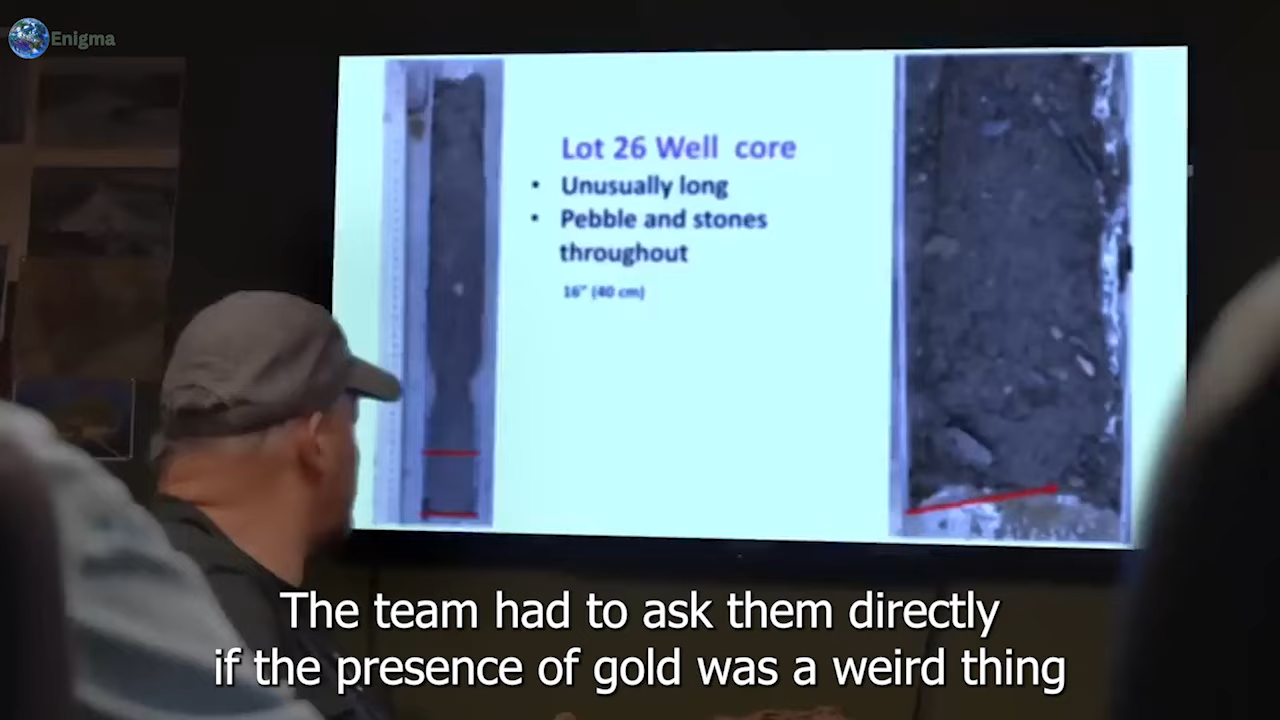 Enigma
Lot 26 Well core
• Unusually long
• Pebble and stones
throughout
16" (40 cm)
The team had to ask them directly
if the presence of gold was a weird thing